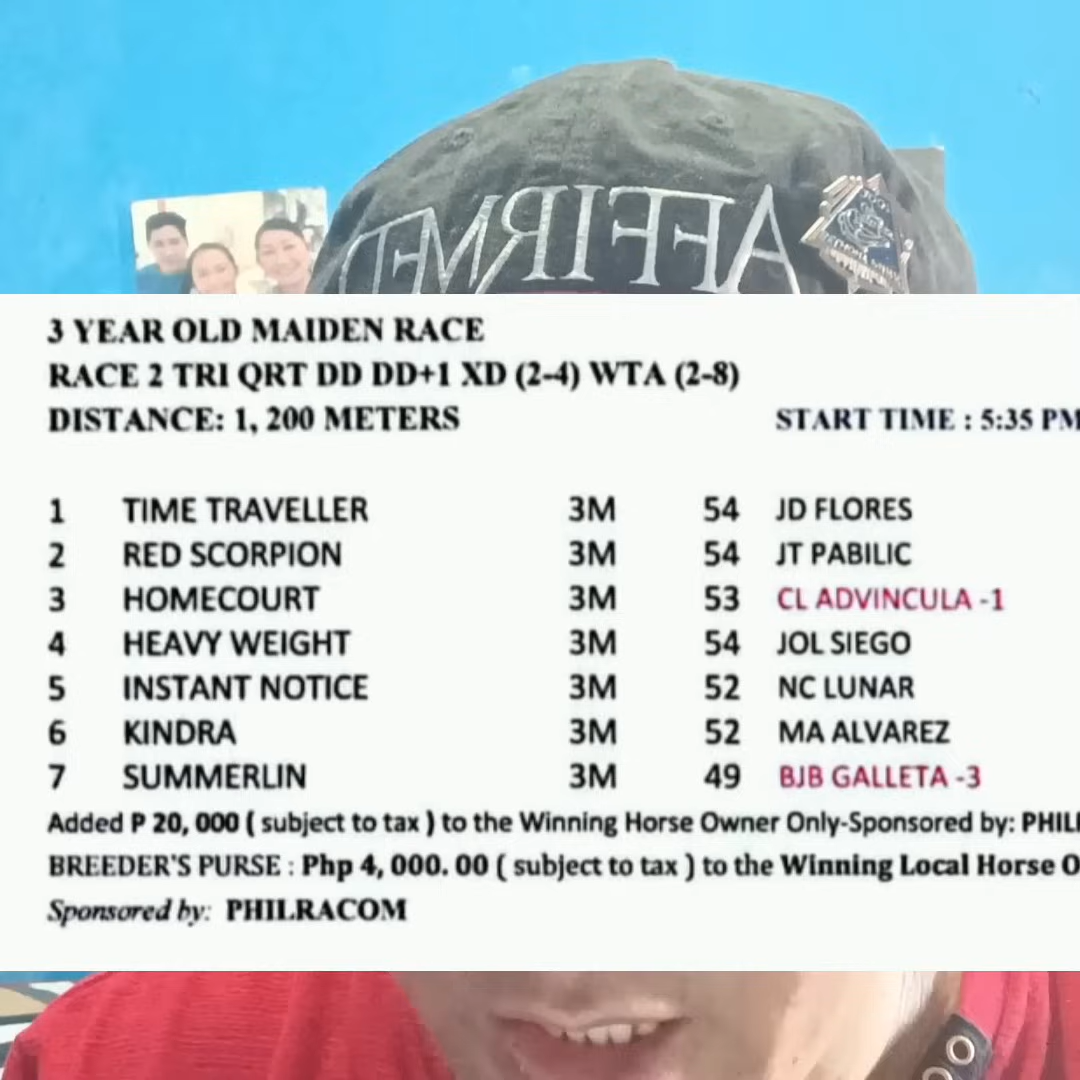 AFFIRMED
3 YEAR OLD MAIDEN RACE
RACE 2 TRI QRT DD DD+1 XD (2-4) WTA (2-8)
DISTANCE: 1, 200 METERS START TIME : 5:35 PM
1 TIME TRAVELLER 3M 54 JD FLORES
2 RED SCORPION 3M 54 JT PABILIC
3 HOMECOURT 3M 53 CL ADVINCULA -1
4 HEAVY WEIGHT 3M 54 JOL SIEGO
5 INSTANT NOTICE 3M 52 NC LUNAR
6 KINDRA 3M 52 MA ALVAREZ
7 SUMMERLIN 3M 49 BJB GALLETA -3
Added P 20, 000 ( subject to tax ) to the Winning Horse Owner Only-Sponsored by:
BREEDER'S PURSE : Php 4, 000. 00 ( subject to tax ) to the Winning Local Horse
Sponsored by: PHILRACOM